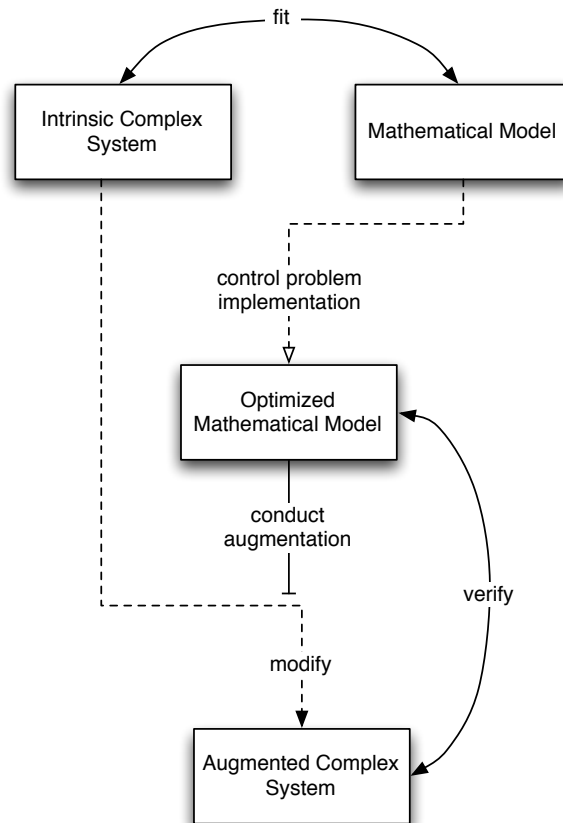 fit
Intrinsic Complex
System
Mathematical Model
control problem
implementation
Optimized
Mathematical Model
conduct
augmentation
verify
modify
Augmented Complex
System